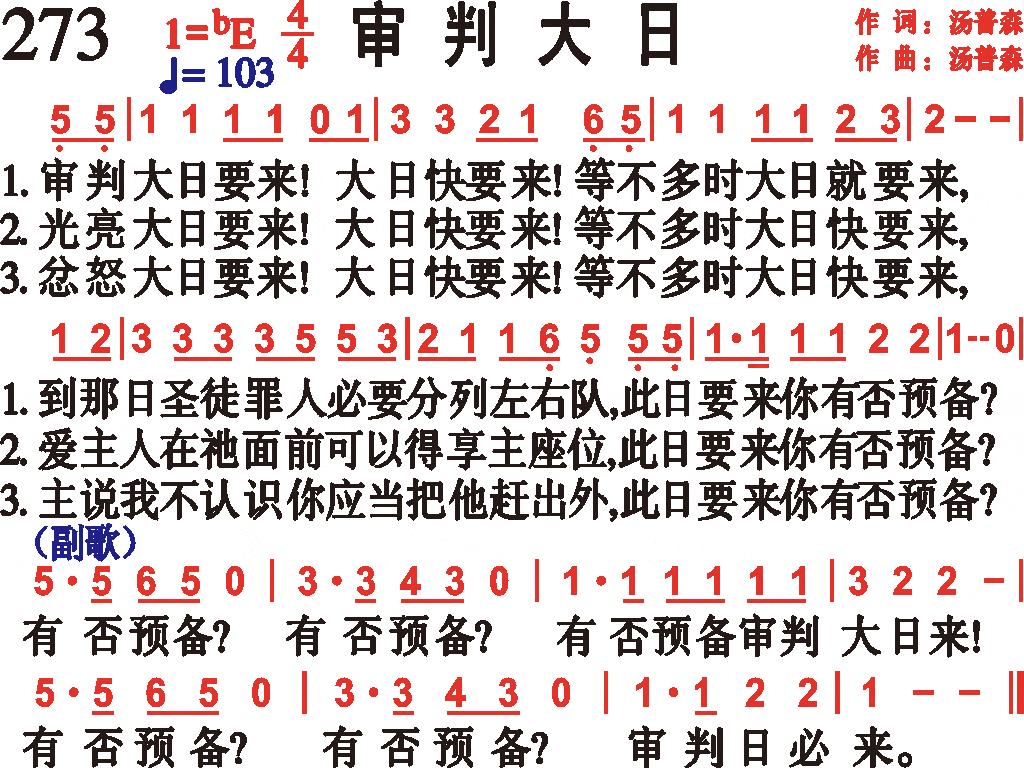 273 1=ᵇE 4/4 审 判 大 日 作 词：汤普森
♩= 103 作 曲：汤普森
5 5|1 1 1 1 0 1|3 3 2 1 6 5|1 1 1 1 2 3|2 – –|
1. 审判大日要来! 大日快要来! 等不多时大日就要来,
2. 光亮大日要来! 大日快要来! 等不多时大日快要来,
3. 忿怒大日要来! 大日快要来! 等不多时大日快要来,
1 2|3 3 3 3 5 5 3|2 1 1 6 5 5 5|1·1 1 1 2 2|1--0|
1. 到那日圣徒罪人必要分列左右队,此日要来你有否预备?
2. 爱主人在祂面前可以得享主座位,此日要来你有否预备?
3. 主说我不认识你应当把他赶出外,此日要来你有否预备?
（副歌）
5·5 6 5 0|3·3 4 3 0|1·1 1 1 1 1|3 2 2 –|
有否预备? 有否预备? 有否预备审判大日来!
5·5 6 5 0|3·3 4 3 0|1·1 2 2|1 – –‖
有否预备? 有否预备? 审判日必来。